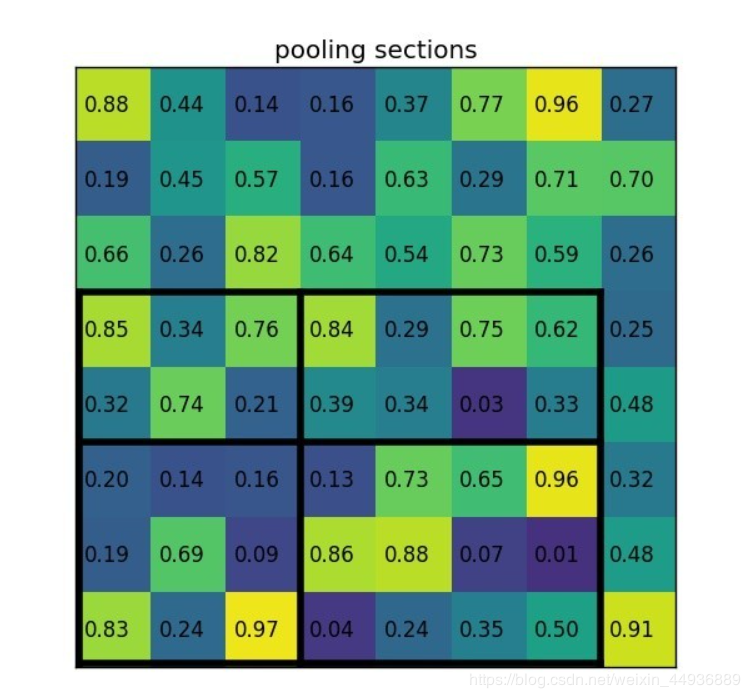 pooling sections
0.88 0.44 0.14 0.16 0.37 0.77 0.96 0.27
0.19 0.45 0.57 0.16 0.63 0.29 0.71 0.70
0.66 0.26 0.82 0.64 0.54 0.73 0.59 0.26
0.85 0.34 0.76 0.84 0.29 0.75 0.62 0.25
0.32 0.74 0.21 0.39 0.34 0.03 0.33 0.48
0.20 0.14 0.16 0.13 0.73 0.65 0.96 0.32
0.19 0.69 0.09 0.86 0.88 0.07 0.01 0.48
0.83 0.24 0.97 0.04 0.24 0.35 0.50 0.91
https://blog.csdn.net/weixin_44936889